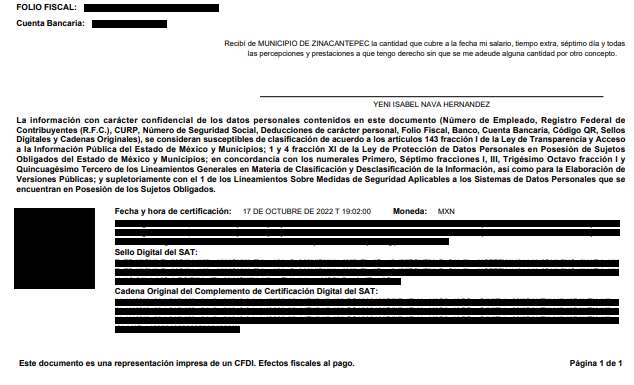 FOLIO FISCAL:
Cuenta Bancaria:
Recibí de MUNICIPIO DE ZINACANTEPEC la cantidad que cubre a la fecha mi salario, tiempo extra, séptimo día y todas
las percepciones y prestaciones a que tengo derecho sin que se me adeude alguna cantidad por otro concepto.
YENI ISABEL NAVA HERNANDEZ
La información con carácter confidencial de los datos personales contenidos en este documento (Número de Empleado, Registro Federal de
Contribuyentes (R.F.C.), CURP, Número de Seguridad Social, Deducciones de carácter personal, Folio Fiscal, Banco, Cuenta Bancaria, Código QR, Sellos
Digitales y Cadenas Originales), se consideran susceptibles de clasificación de acuerdo a los artículos 143 fracción I de la Ley de Transparencia y Acceso
a la Información Pública del Estado de México y Municipios; 1 y 4 fracción XI de la Ley de Protección de Datos Personales en Posesión de Sujetos
Obligados del Estado de México y Municipios; en concordancia con los numerales Primero, Séptimo fracciones I, III, Trigésimo Octavo fracción I y
Quincuagésimo Tercero de los Lineamientos Generales en Materia de Clasificación y Desclasificación de la Información, así como para la Elaboración de
Versiones Públicas; y supletoriamente con el 1 de los Lineamientos Sobre Medidas de Seguridad Aplicables a los Sistemas de Datos Personales que se
encuentran en Posesión de los Sujetos Obligados.
Fecha y hora de certificación: 17 DE OCTUBRE DE 2022 T 19:02:00 Moneda: MXN
Sello Digital del SAT:
Cadena Original del Complemento de Certificación Digital del SAT:
Este documento es una representación impresa de un CFDI. Efectos fiscales al pago. Página 1 de 1